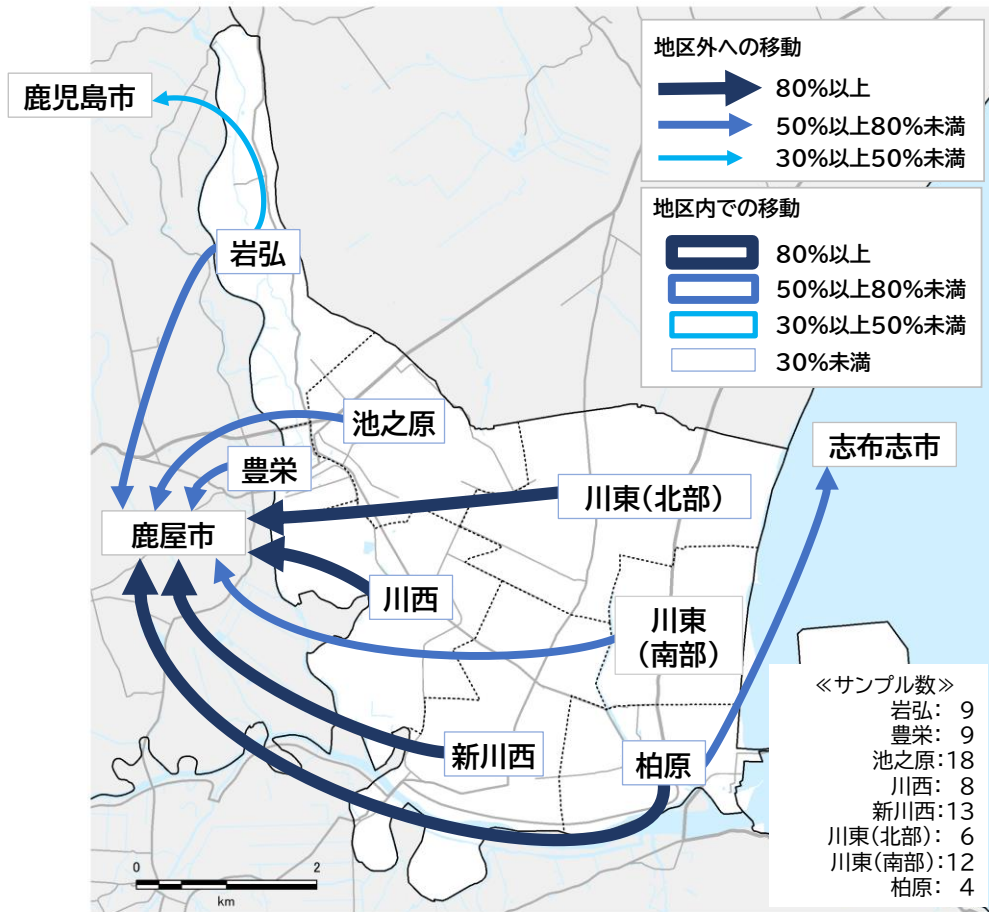 地区外への移動
80%以上
50%以上80%未満
30%以上50%未満
地区内での移動
80%以上
50%以上80%未満
30%以上50%未満
30%未満
鹿児島市
岩弘
池之原
志布志市
豊栄
川東(北部)
鹿屋市
川西
川東
(南部)
新川西
柏原
≪サンプル数≫
岩弘: 9
豊栄: 9
池之原:18
川西: 8
新川西:13
川東(北部): 6
川東(南部):12
柏原: 4
0 2
km